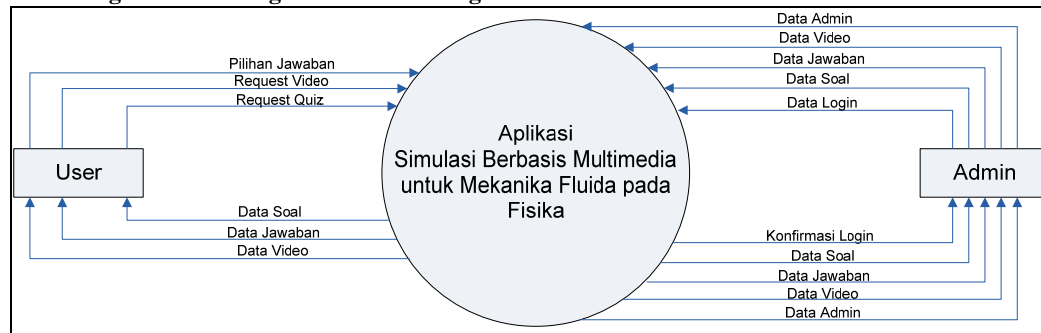 Data Admin
Data Video
Data Jawaban
Data Soal
Data Login
Pilihan Jawaban
Request Video
Request Quiz
User
Aplikasi
Simulasi Berbasis Multimedia
untuk Mekanika Fluida pada
Fisika
Admin
Data Soal
Data Jawaban
Data Video
Konfirmasi Login
Data Soal
Data Jawaban
Data Video
Data Admin